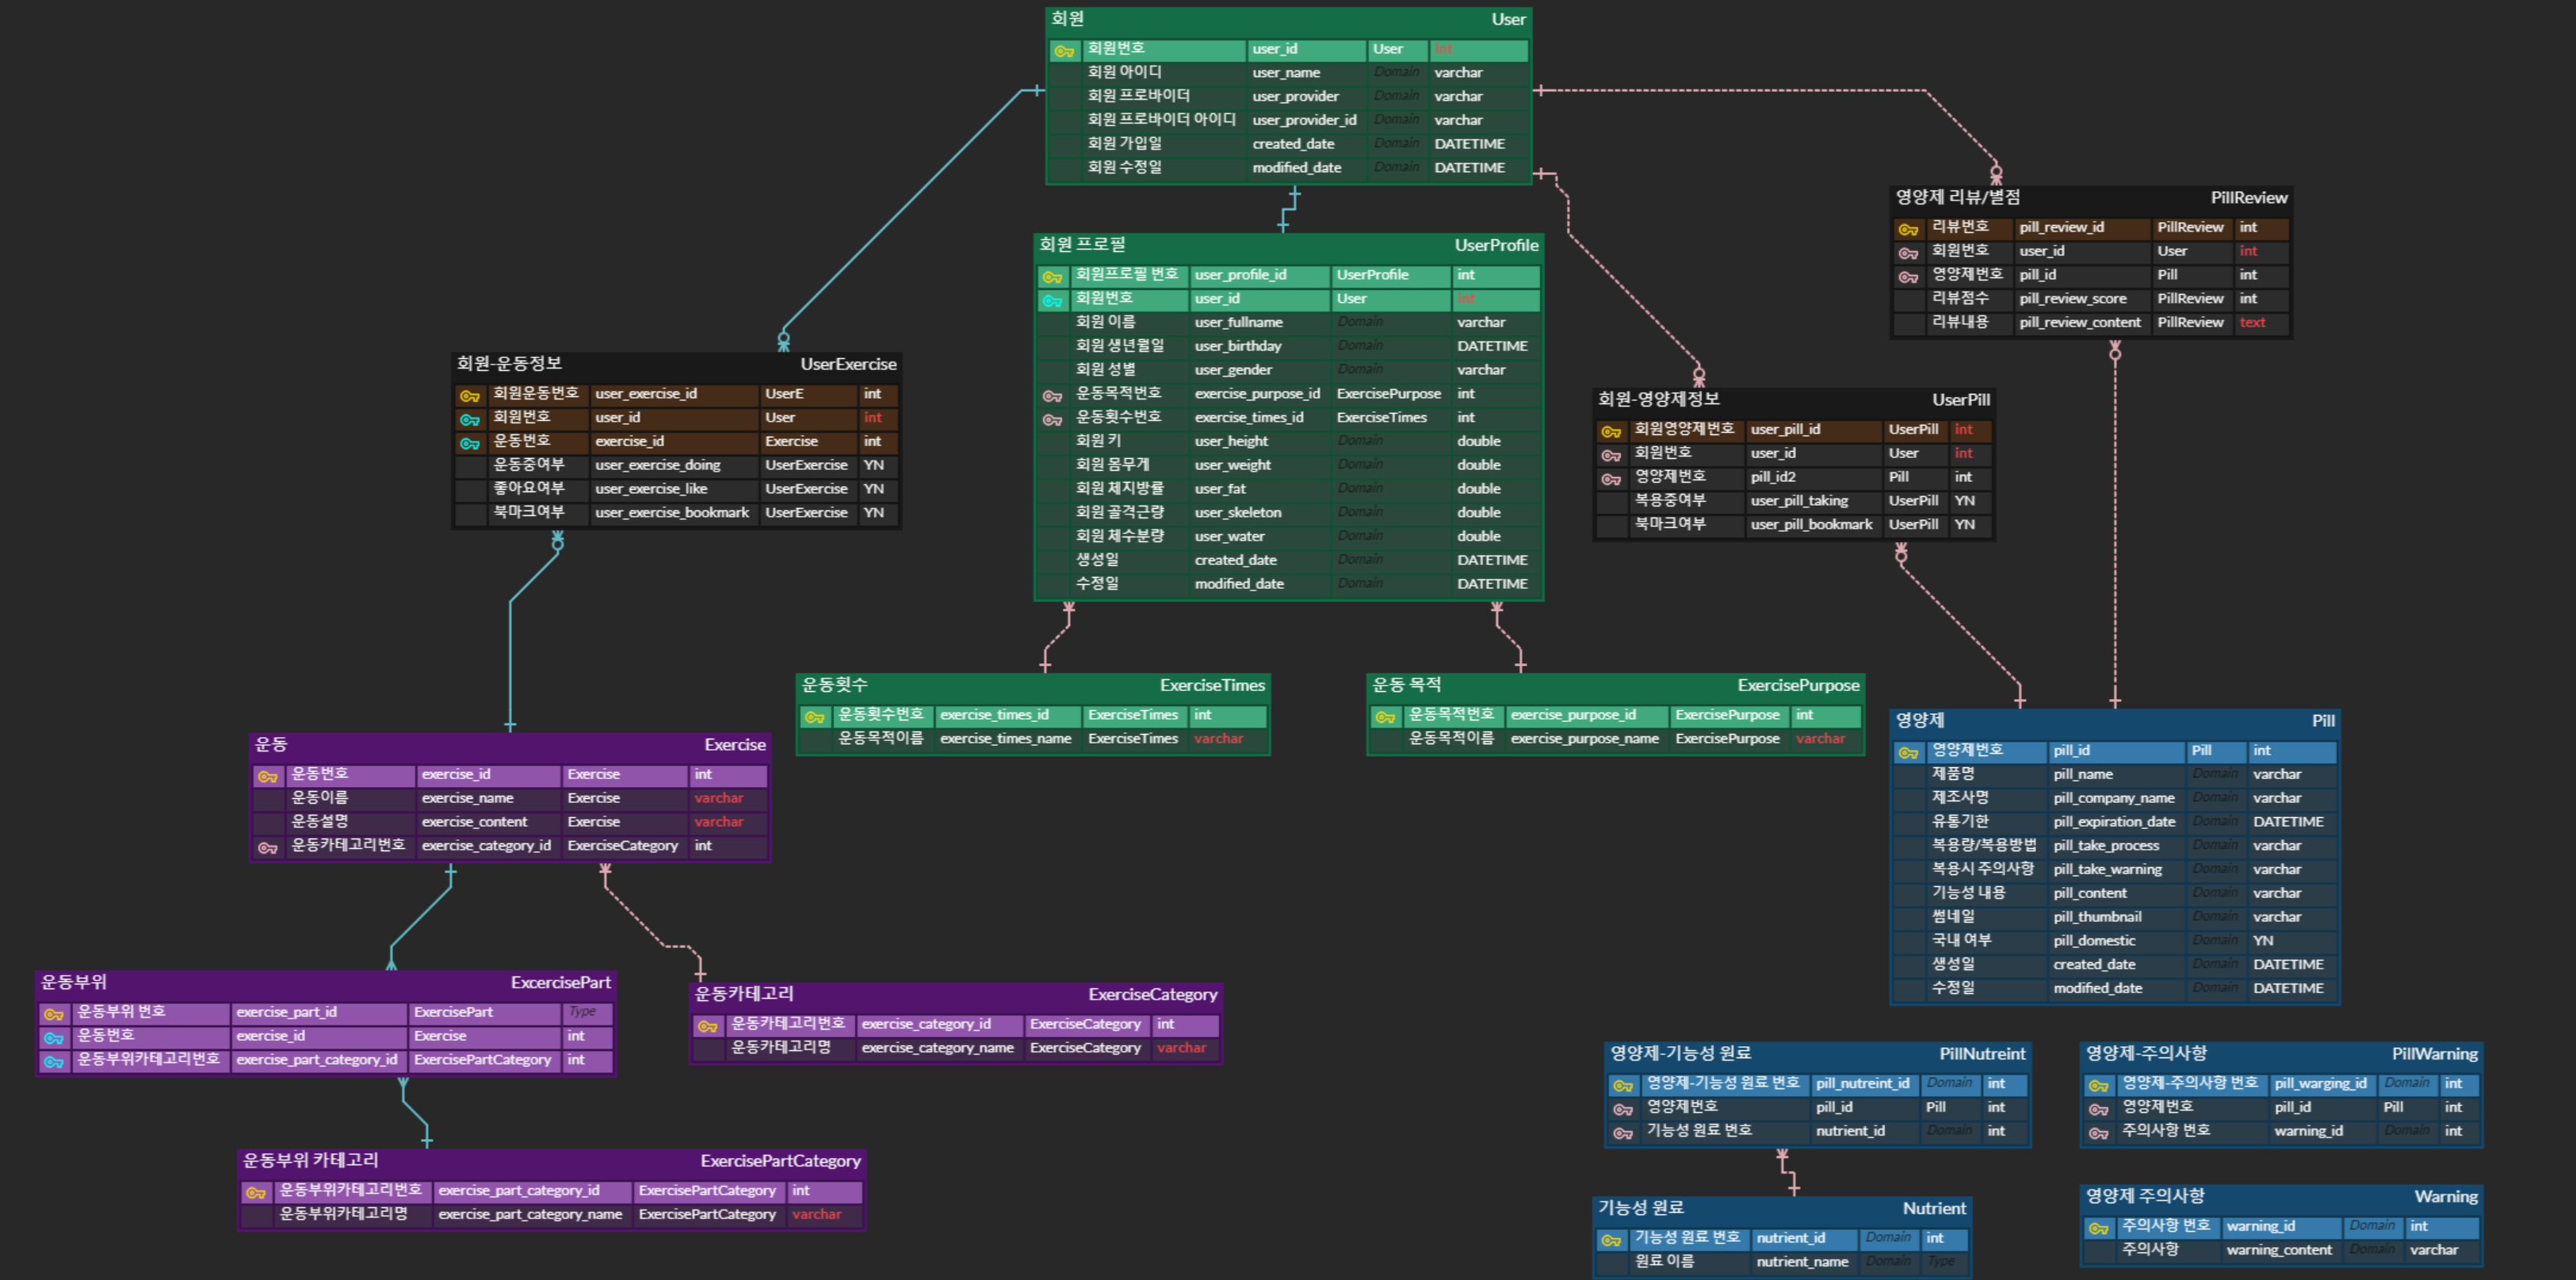 회원 User
회원번호 user_id User int
회원 아이디 user_name Domain varchar
회원 프로바이더 user_provider Domain varchar
회원 프로바이더 아이디 user_provider_id Domain varchar
회원 가입일 created_date Domain DATETIME
회원 수정일 modified_date Domain DATETIME
영양제 리뷰/별점 PillReview
리뷰번호 pill_review_id PillReview int
회원번호 user_id User int
영양제번호 pill_id Pill int
리뷰점수 pill_review_score PillReview int
리뷰내용 pill_review_content PillReview text
회원 프로필 UserProfile
회원프로필 번호 user_profile_id UserProfile int
회원번호 user_id User int
회원 이름 user_fullname Domain varchar
회원 생년월일 user_birthday Domain DATETIME
회원 성별 user_gender Domain varchar
운동목적번호 exercise_purpose_id ExercisePurpose int
운동횟수번호 exercise_times_id ExerciseTimes int
회원 키 user_height Domain double
회원 몸무게 user_weight Domain double
회원 체지방률 user_fat Domain double
회원 골격근량 user_skeleton Domain double
회원 체수분량 user_water Domain double
생성일 created_date Domain DATETIME
수정일 modified_date Domain DATETIME
회원-운동정보 UserExercise
회원운동번호 user_exercise_id UserE int
회원번호 user_id User int
운동번호 exercise_id Exercise int
운동중여부 user_exercise_doing UserExercise YN
좋아요여부 user_exercise_like UserExercise YN
북마크여부 user_exercise_bookmark UserExercise YN
회원-영양제정보 UserPill
회원영양제번호 user_pill_id UserPill int
회원번호 user_id User int
영양제번호 pill_id2 Pill int
복용중여부 user_pill_taking UserPill YN
북마크여부 user_pill_bookmark UserPill YN
운동횟수 ExerciseTimes
운동횟수번호 exercise_times_id ExerciseTimes int
운동목적이름 exercise_times_name ExerciseTimes varchar
운동 목적 ExercisePurpose
운동목적번호 exercise_purpose_id ExercisePurpose int
운동목적이름 exercise_purpose_name ExercisePurpose varchar
영양제 Pill
영양제번호 pill_id Pill int
제품명 pill_name Domain varchar
제조사명 pill_company_name Domain varchar
유통기한 pill_expiration_date Domain DATETIME
복용량/복용방법 pill_take_process Domain varchar
복용시 주의사항 pill_take_warning Domain varchar
기능성 내용 pill_content Domain varchar
썸네일 pill_thumbnail Domain varchar
국내 여부 pill_domestic Domain YN
생성일 created_date Domain DATETIME
수정일 modified_date Domain DATETIME
운동 Exercise
운동번호 exercise_id Exercise int
운동이름 exercise_name Exercise varchar
운동설명 exercise_content Exercise varchar
운동카테고리번호 exercise_category_id ExerciseCategory int
운동부위 ExcercisePart
운동부위 번호 exercise_part_id ExercisePart Type
운동번호 exercise_id Exercise int
운동부위카테고리번호 exercise_part_category_id ExercisePartCategory int
운동카테고리 ExerciseCategory
운동카테고리번호 exercise_category_id ExerciseCategory int
운동카테고리명 exercise_category_name ExerciseCategory varchar
운동부위 카테고리 ExercisePartCategory
운동부위카테고리번호 exercise_part_category_id ExercisePartCategory int
운동부위카테고리명 exercise_part_category_name ExercisePartCategory varchar
영양제-기능성 원료 PillNutreint
영양제-기능성 원료 번호 pill_nutreint_id Domain int
영양제번호 pill_id Pill int
기능성 원료 번호 nutrient_id Domain int
영양제-주의사항 PillWarning
영양제-주의사항 번호 pill_warging_id Domain int
영양제번호 pill_id Pill int
주의사항 번호 warning_id Domain int
기능성 원료 Nutrient
기능성 원료 번호 nutrient_id Domain int
원료 이름 nutrient_name Domain Type
영양제 주의사항 Warning
주의사항 번호 warning_id Domain int
주의사항 warning_content Domain varchar